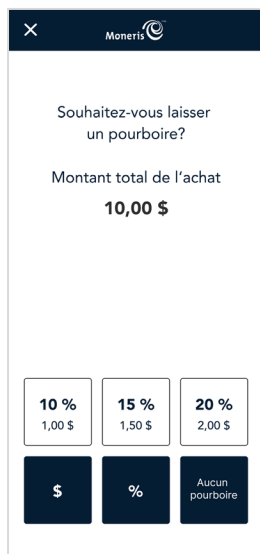 Moneris
Souhaitez-vous laisser
un pourboire?
Montant total de l'achat
10,00 $
10 % 15 % 20 %
1,00 $ 1,50 $ 2,00 $
$ % Aucun
pourboire